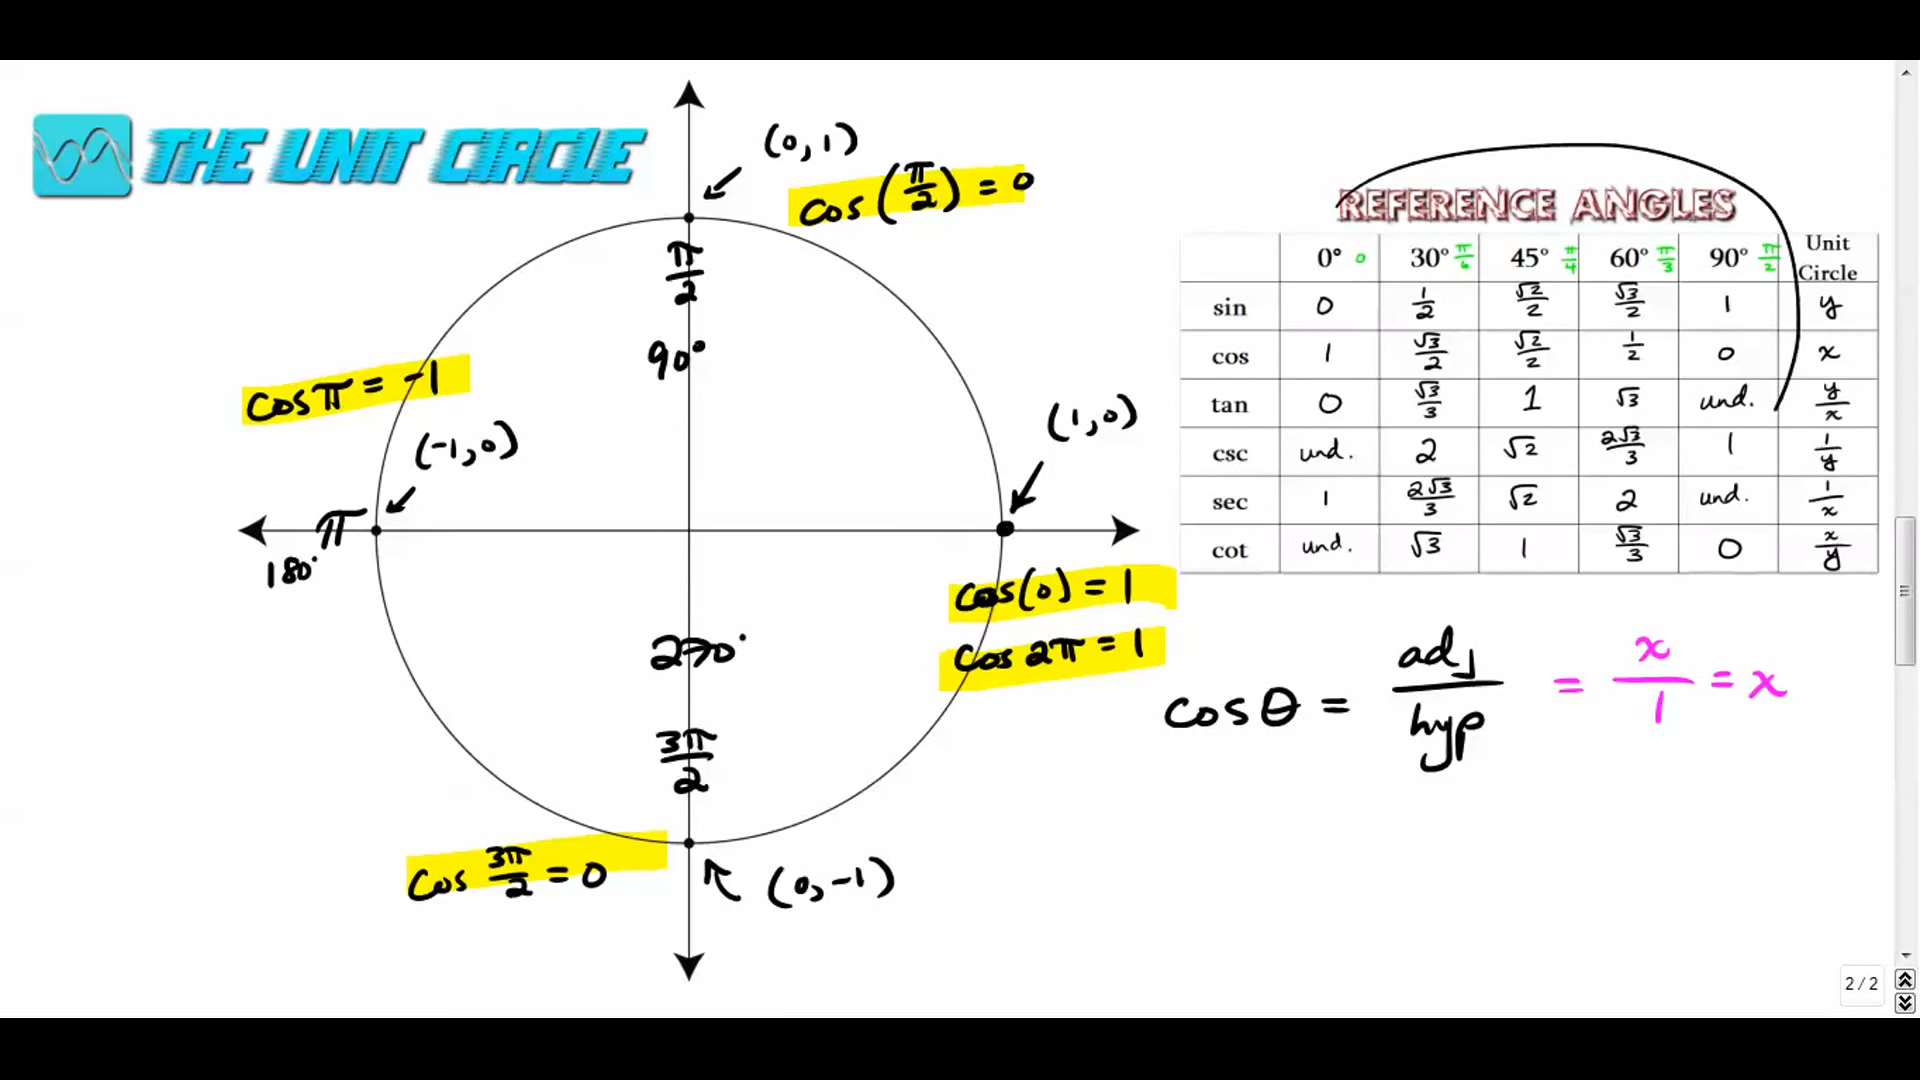 THE UNIT CIRCLE
(0,1)
cos(π/2) = 0
π/2
90°
cos π = -1
(-1,0)
π
180°
(1,0)
cos(0) = 1
cos 2π = 1
270°
3π/2
cos 3π/2 = 0
(0,-1)
REFERENCE ANGLES
0° 0 30° π/6 45° π/4 60° π/3 90° π/2 Unit Circle
sin 0 1/2 √2/2 √3/2 1 y
cos 1 √3/2 √2/2 1/2 0 x
tan 0 √3/3 1 √3 und. y/x
csc und. 2 √2 2√3/3 1 1/y
sec 1 2√3/3 √2 2 und. 1/x
cot und. √3 1 √3/3 0 x/y
cos θ = adj/hyp = x/1 = x
2 / 2